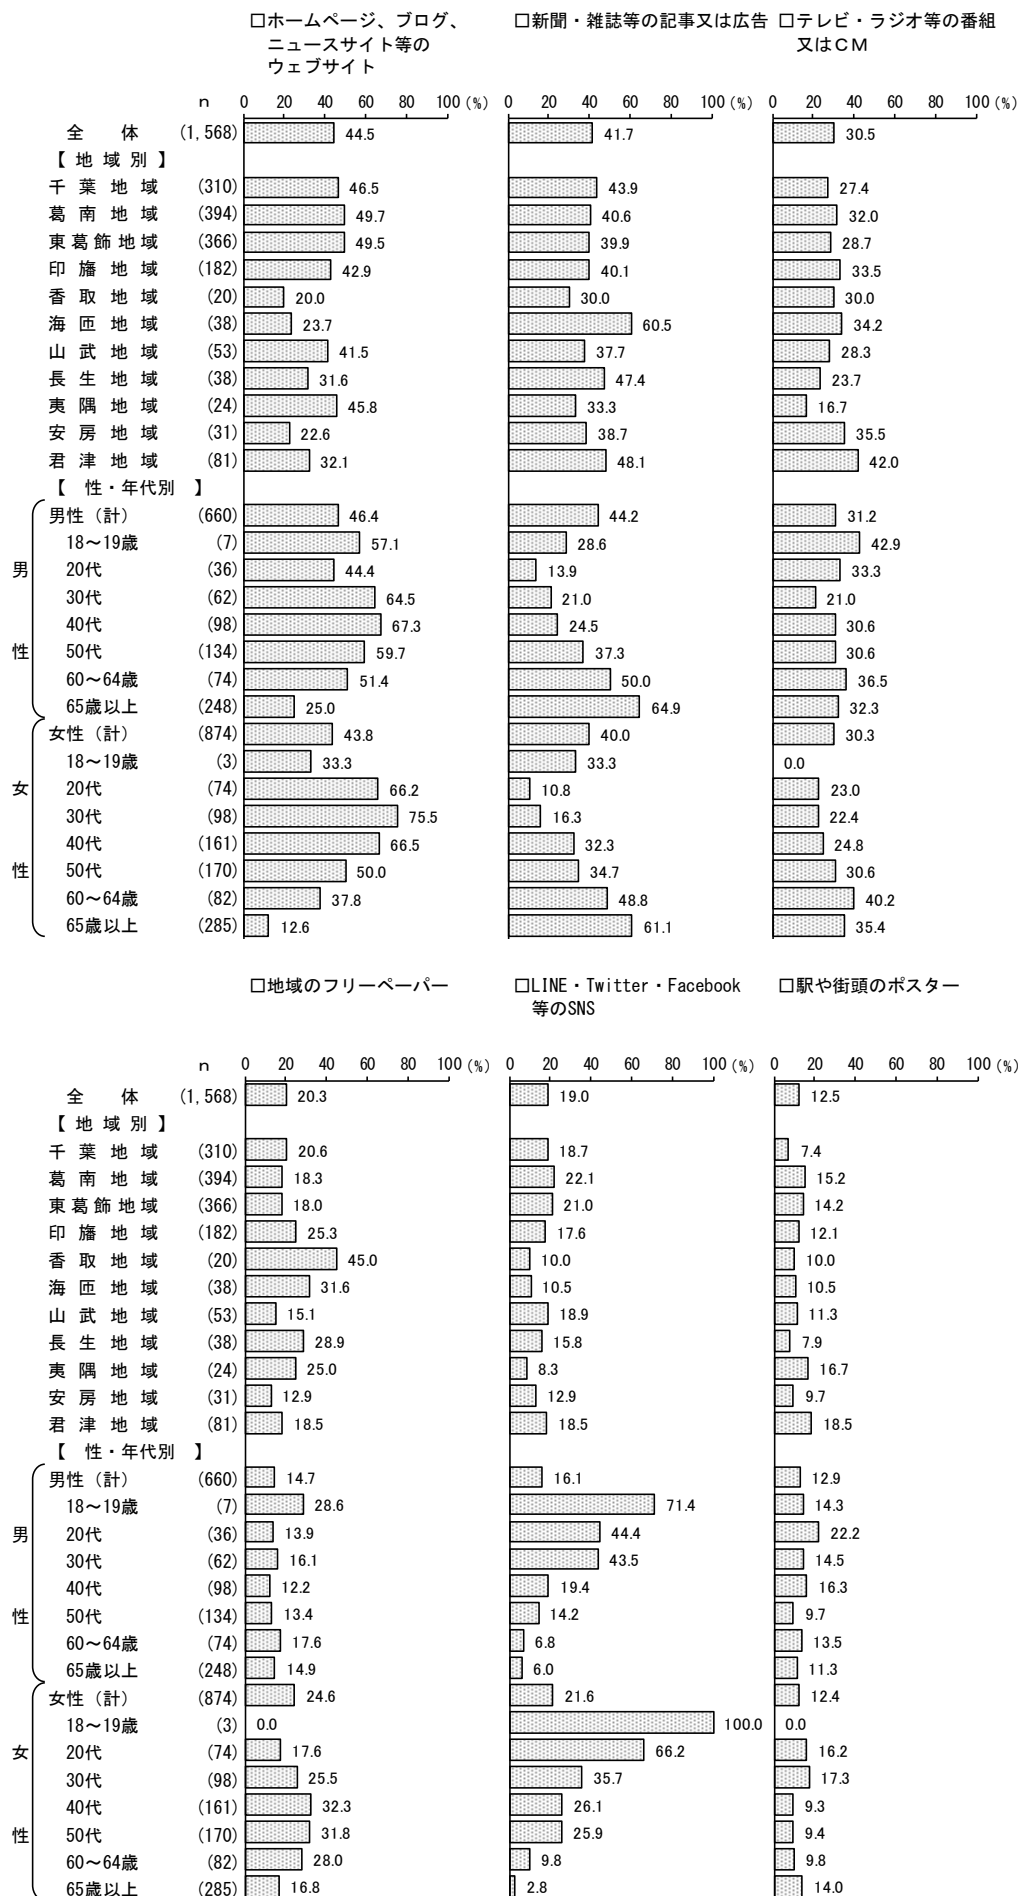 □ホームページ、ブログ、 □新聞・雑誌等の記事又は広告 □テレビ・ラジオ等の番組
ニュースサイト等の 又はＣＭ
ウェブサイト
n 0 20 40 60 80 100 (%) 0 20 40 60 80 100 (%) 0 20 40 60 80 100 (%)
全 体 (1,568) 44.5 41.7 30.5
【 地 域 別 】
千 葉 地 域 (310) 46.5 43.9 27.4
葛 南 地 域 (394) 49.7 40.6 32.0
東葛飾地域 (366) 49.5 39.9 28.7
印 旛 地 域 (182) 42.9 40.1 33.5
香 取 地 域 (20) 20.0 30.0 30.0
海 匝 地 域 (38) 23.7 60.5 34.2
山 武 地 域 (53) 41.5 37.7 28.3
長 生 地 域 (38) 31.6 47.4 23.7
夷 隅 地 域 (24) 45.8 33.3 16.7
安 房 地 域 (31) 22.6 38.7 35.5
君 津 地 域 (81) 32.1 48.1 42.0
【 性・年代別 】
男性（計） (660) 46.4 44.2 31.2
18～19歳 (7) 57.1 28.6 42.9
男 20代 (36) 44.4 13.9 33.3
30代 (62) 64.5 21.0 21.0
40代 (98) 67.3 24.5 30.6
性 50代 (134) 59.7 37.3 30.6
60～64歳 (74) 51.4 50.0 36.5
65歳以上 (248) 25.0 64.9 32.3
女性（計） (874) 43.8 40.0 30.3
18～19歳 (3) 33.3 33.3 0.0
女 20代 (74) 66.2 10.8 23.0
30代 (98) 75.5 16.3 22.4
40代 (161) 66.5 32.3 24.8
性 50代 (170) 50.0 34.7 30.6
60～64歳 (82) 37.8 48.8 40.2
65歳以上 (285) 12.6 61.1 35.4
□地域のフリーペーパー □LINE・Twitter・Facebook □駅や街頭のポスター
等のSNS
n 0 20 40 60 80 100 (%) 0 20 40 60 80 100 (%) 0 20 40 60 80 100 (%)
全 体 (1,568) 20.3 19.0 12.5
【 地 域 別 】
千 葉 地 域 (310) 20.6 18.7 7.4
葛 南 地 域 (394) 18.3 22.1 15.2
東葛飾地域 (366) 18.0 21.0 14.2
印 旛 地 域 (182) 25.3 17.6 12.1
香 取 地 域 (20) 45.0 10.0 10.0
海 匝 地 域 (38) 31.6 10.5 10.5
山 武 地 域 (53) 15.1 18.9 11.3
長 生 地 域 (38) 28.9 15.8 7.9
夷 隅 地 域 (24) 25.0 8.3 16.7
安 房 地 域 (31) 12.9 12.9 9.7
君 津 地 域 (81) 18.5 18.5 18.5
【 性・年代別 】
男性（計） (660) 14.7 16.1 12.9
18～19歳 (7) 28.6 71.4 14.3
男 20代 (36) 13.9 44.4 22.2
30代 (62) 16.1 43.5 14.5
40代 (98) 12.2 19.4 16.3
性 50代 (134) 13.4 14.2 9.7
60～64歳 (74) 17.6 6.8 13.5
65歳以上 (248) 14.9 6.0 11.3
女性（計） (874) 24.6 21.6 12.4
18～19歳 (3) 0.0 100.0 0.0
女 20代 (74) 17.6 66.2 16.2
30代 (98) 25.5 35.7 17.3
40代 (161) 32.3 26.1 9.3
性 50代 (170) 31.8 25.9 9.4
60～64歳 (82) 28.0 9.8 9.8
65歳以上 (285) 16.8 2.8 14.0